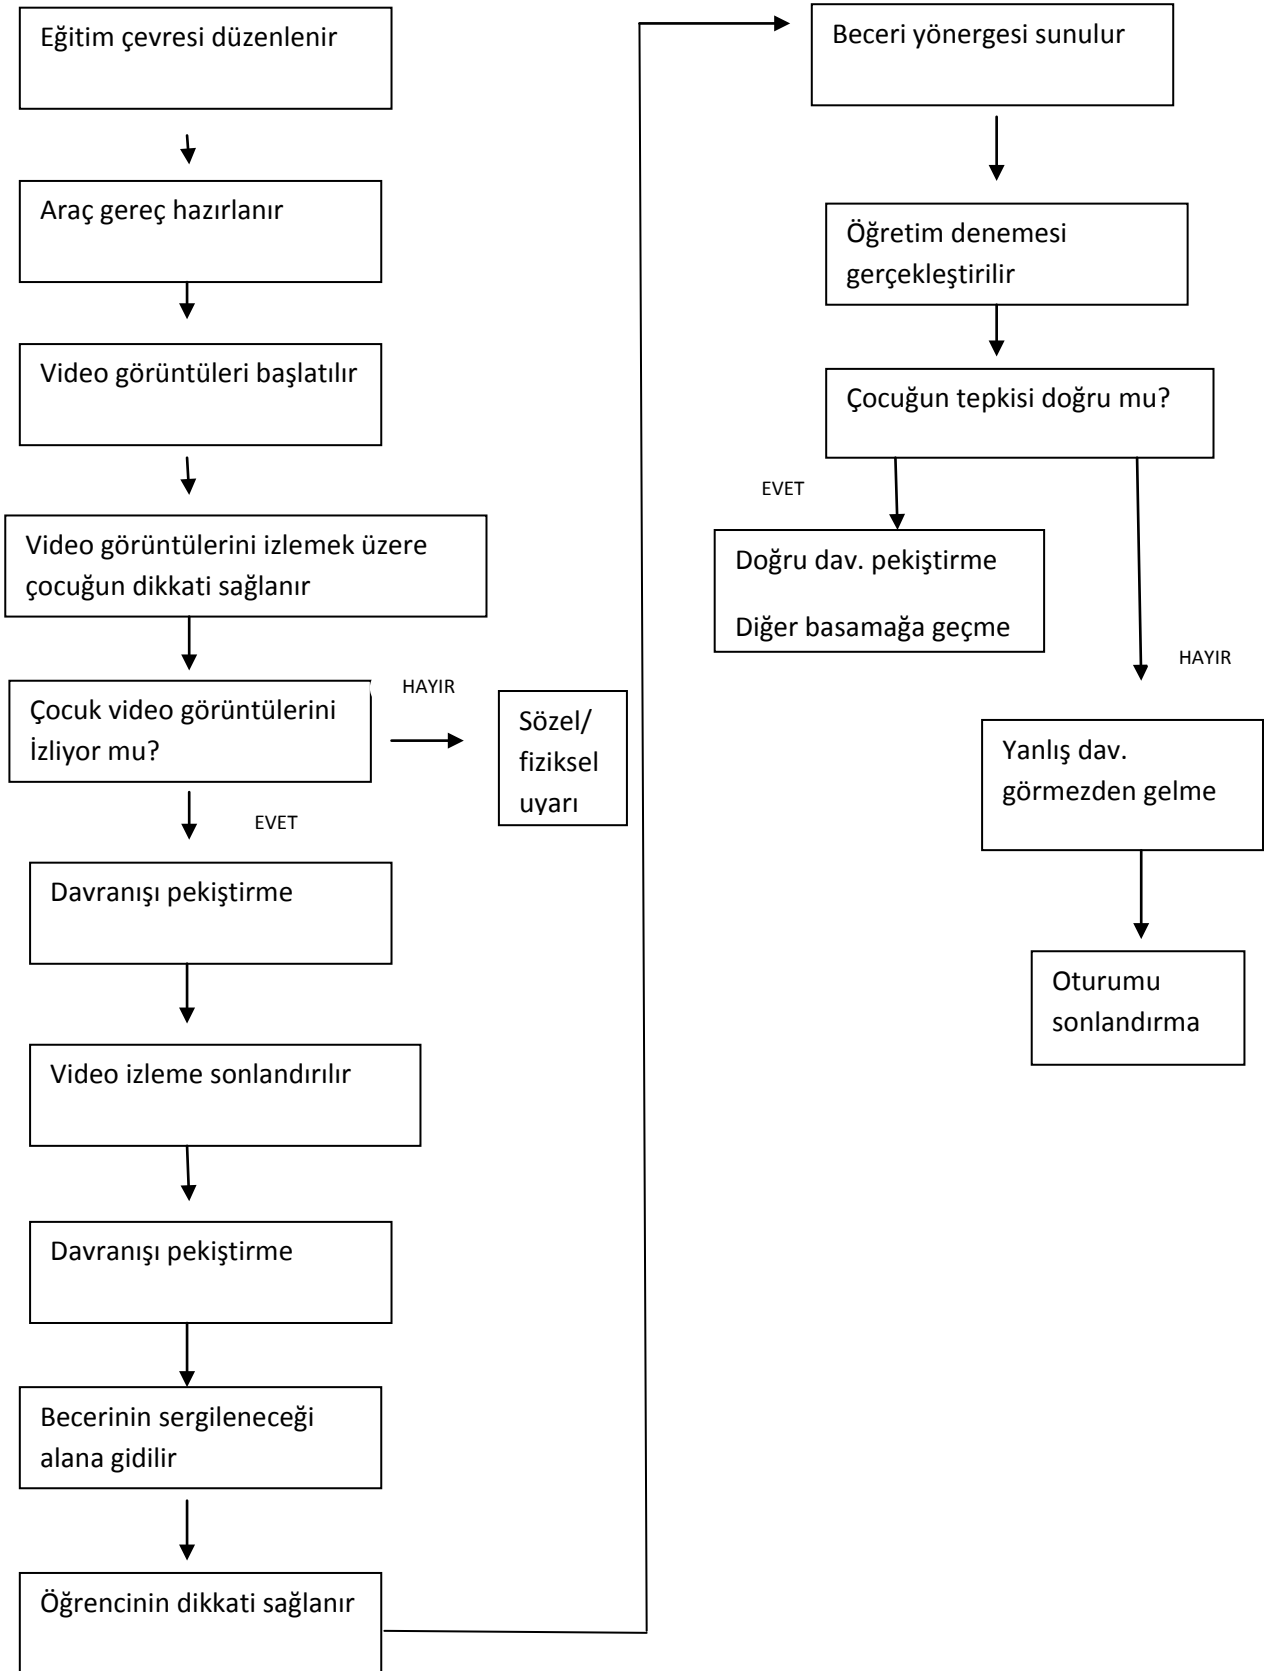 Eğitim çevresi düzenlenir
Araç gereç hazırlanır
Video görüntüleri başlatılır
Video görüntülerini izlemek üzere
çocuğun dikkati sağlanır
Çocuk video görüntülerini
İzliyor mu?
HAYIR
Sözel/
fiziksel
uyarı
EVET
Davranışı pekiştirme
Video izleme sonlandırılır
Davranışı pekiştirme
Becerinin sergileneceği
alana gidilir
Öğrencinin dikkati sağlanır
Beceri yönergesi sunulur
Öğretim denemesi
gerçekleştirilir
Çocuğun tepkisi doğru mu?
EVET
Doğru dav. pekiştirme
Diğer basamağa geçme
HAYIR
Yanlış dav.
görmezden gelme
Oturumu
sonlandırma